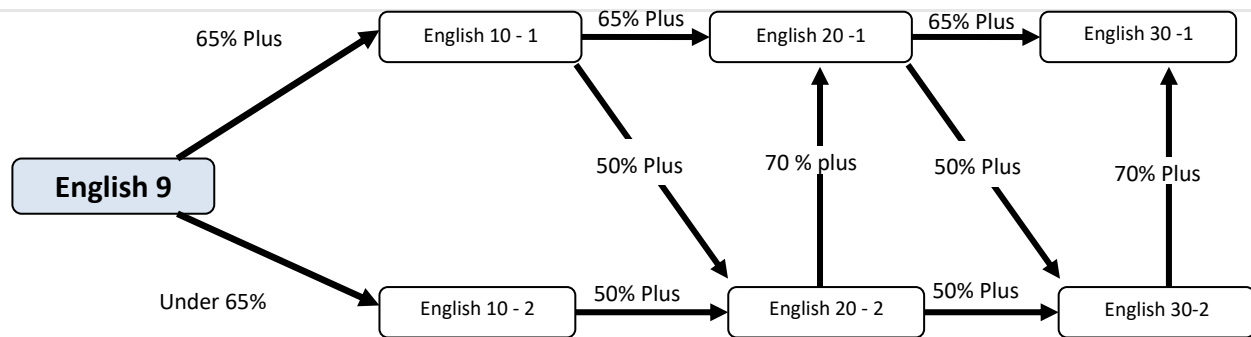 65% Plus
English 10 - 1
65% Plus
English 20 -1
65% Plus
English 30 -1
50% Plus
70 % plus
50% Plus
70% Plus
English 9
Under 65%
English 10 - 2
50% Plus
English 20 - 2
50% Plus
English 30-2